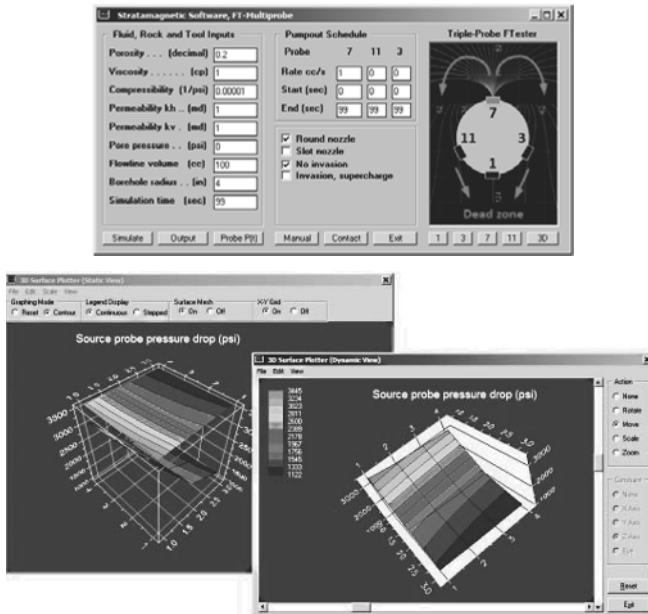 Stratamagnetic Software, FT-Multiprobe
Fluid, Rock and Tool Inputs
Porosity . . . (decimal) 0.2
Viscosity . . . . . . (cp) 1
Compressibility (1/psi) 0.00001
Permeability kh . . (md) 1
Permeability kv . (md) 1
Pore pressure . . (psi) 0
Flowline volume (cc) 100
Borehole radius . . (in) 4
Simulation time (sec) 99
Simulate Output Probe P(t)
Pumpout Schedule
Probe 7 11 3
Rate cc/s 1 0 0
Start (sec) 0 0 0
End (sec) 99 99 99
Round nozzle
Slot nozzle
No invasion
Invasion, supercharge
Manual Contact Exit
Triple-Probe FTester
7
11 3
1
Dead zone
1 3 7 11 3D
3D Surface Plotter (Static View)
File Edit Scale View
Graphing Mode Legend Display Surface Mesh X-Y Grid
Reset Contour Continuous Stepped On Off On Off
Source probe pressure drop (psi)
3D Surface Plotter (Dynamic View)
File Edit View
Source probe pressure drop (psi)
3445
3234
3023
2811
2600
2389
2178
1967
1756
1545
1333
1122
Action
None
Rotate
Move
Scale
Zoom
Constraint
None
X Axis
Y Axis
Z Axis
Eye
Reset
Exit